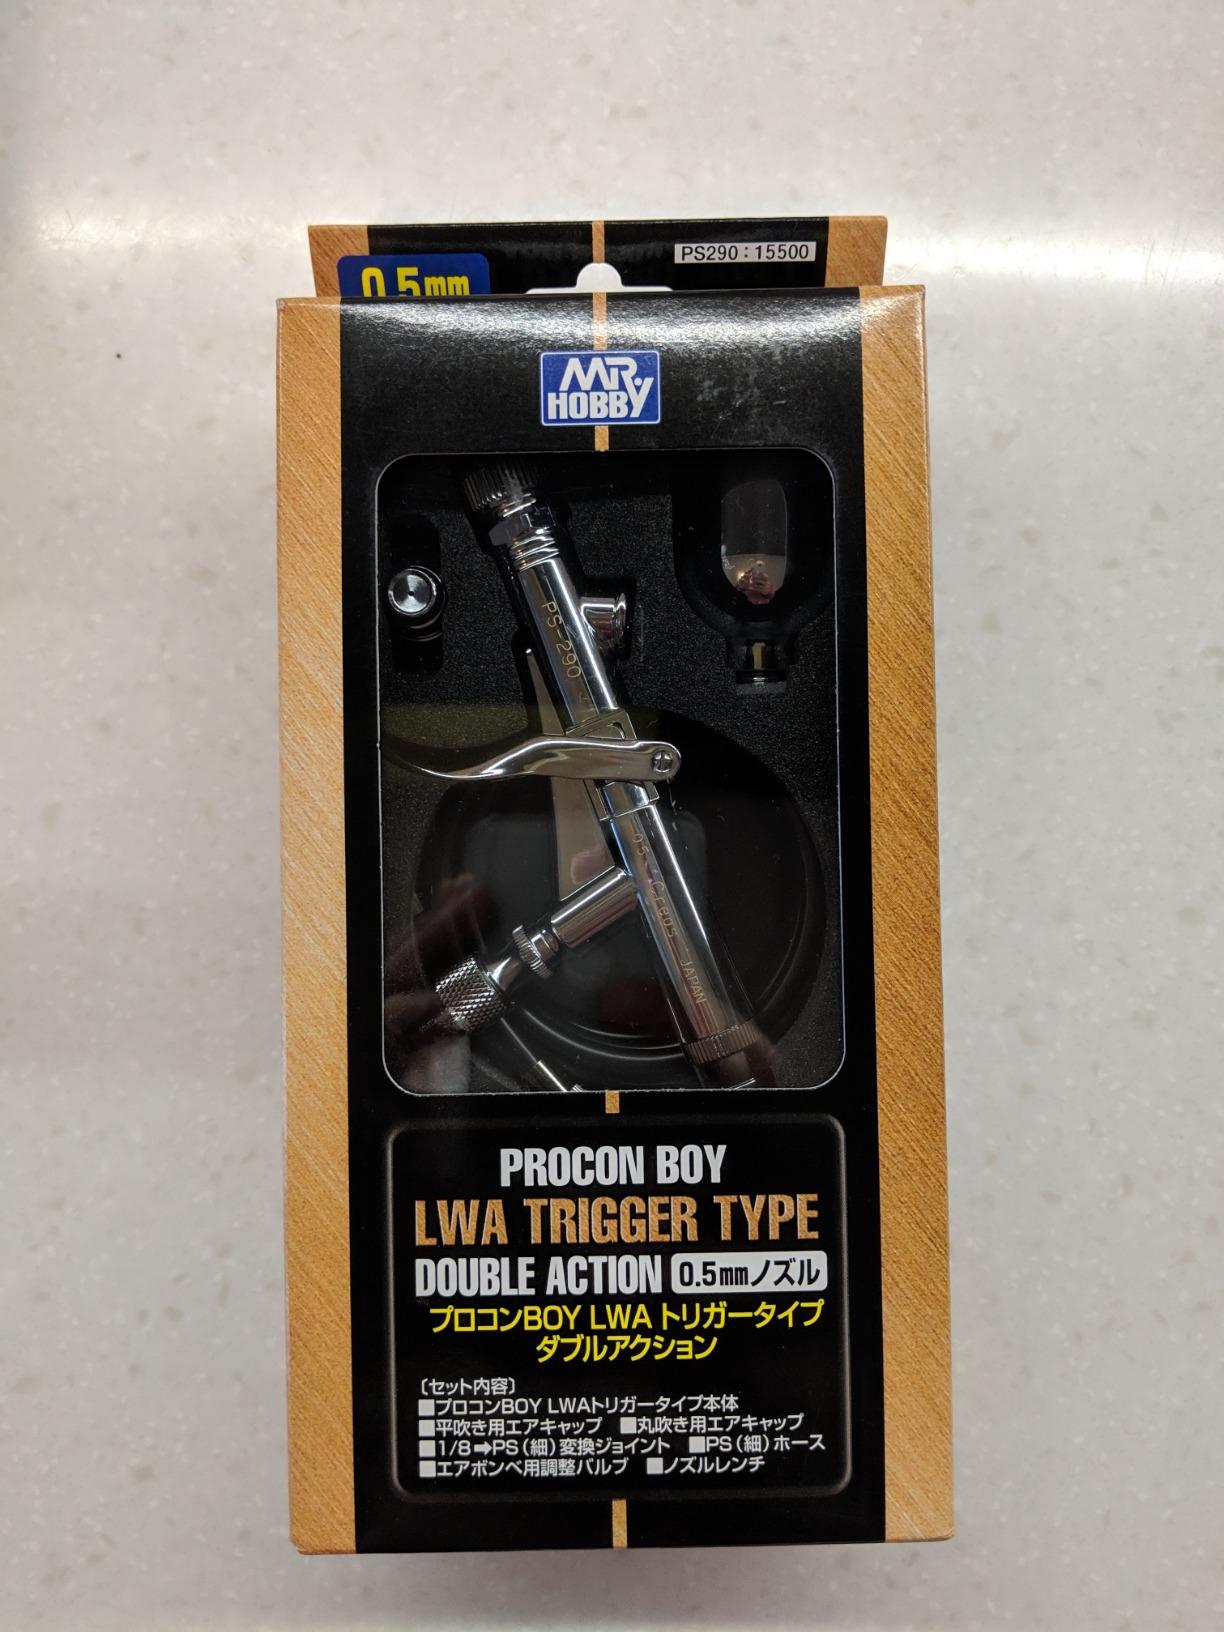 PS290:15500
0.5mm
MR.
HOBBY
PS-290
0.5 Creos JAPAN
PROCON BOY
LWA TRIGGER TYPE
DOUBLE ACTION 0.5mmノズル
プロコンBOY LWA トリガータイプ
ダブルアクション
〔セット内容〕
■プロコンBOY LWAトリガータイプ本体
■平吹き用エアキャップ ■丸吹き用エアキャップ
■1/8➡PS(細)変換ジョイント ■PS(細)ホース
■エアボンベ用調整バルブ ■ノズルレンチ